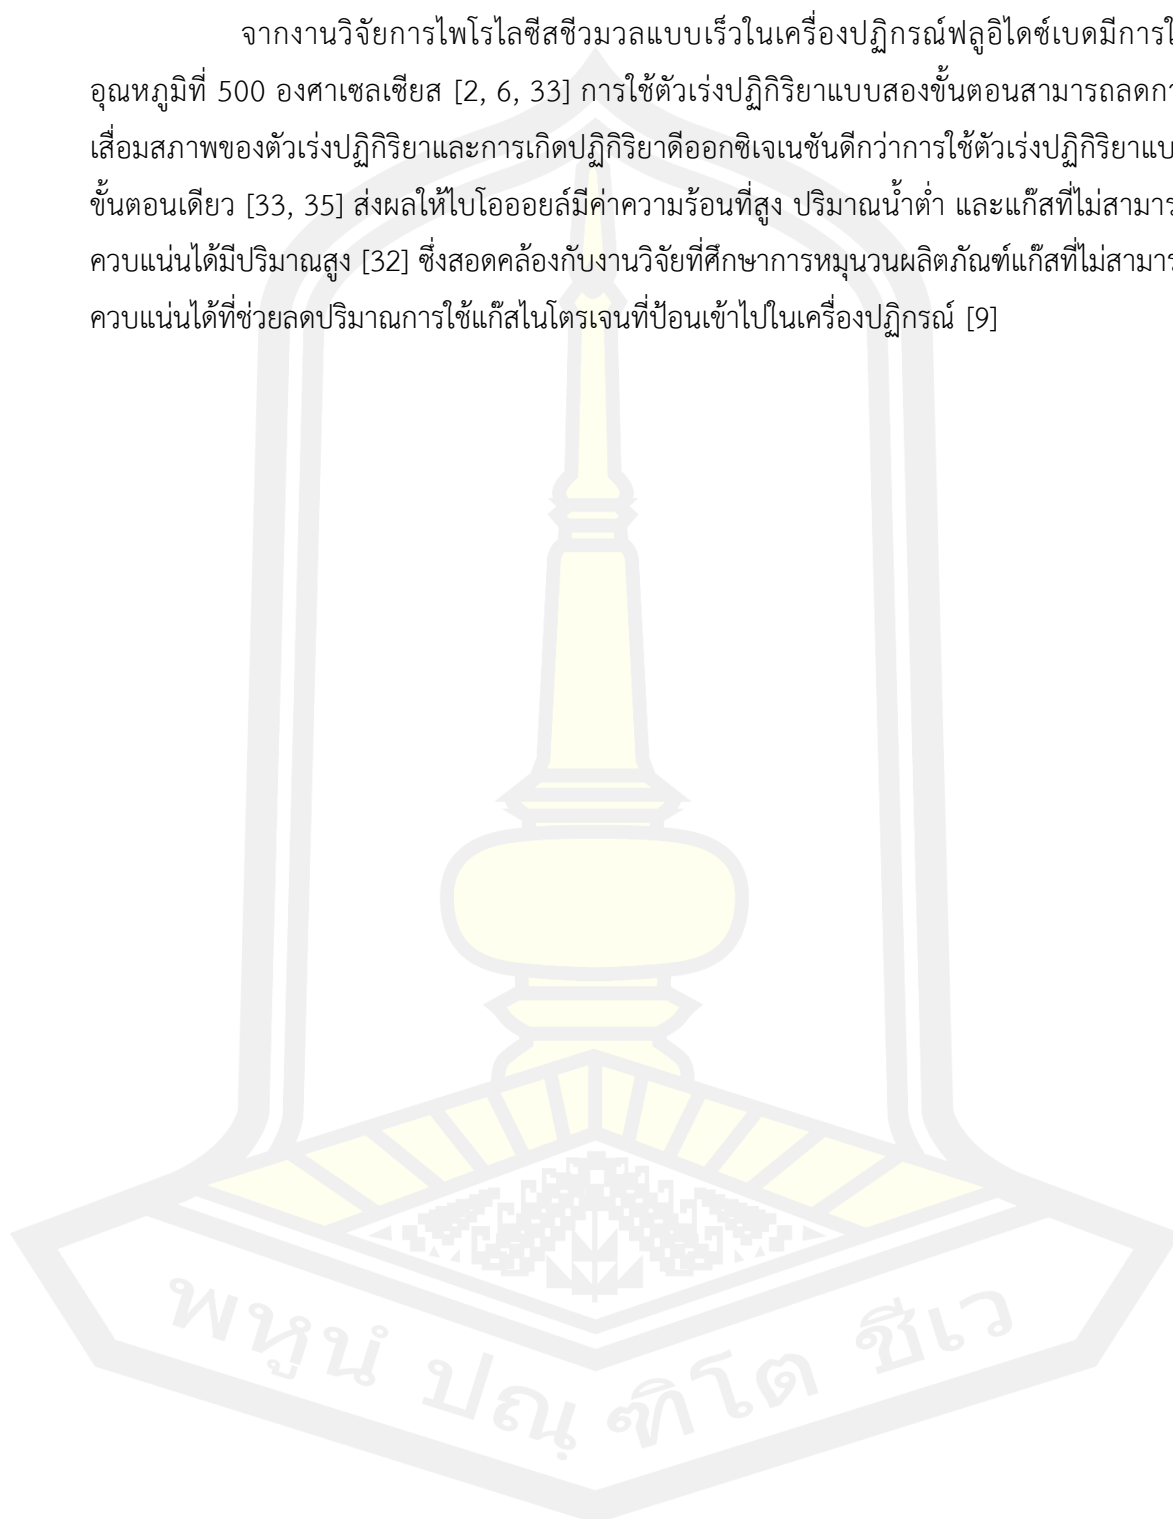 จากงานวิจัยการไพโรไลซีสชีวมวลแบบเร็วในเครื่องปฏิกรณ์ฟลูอิไดซ์เบดมีการใ
อุณหภูมิที่ 500 องศาเซลเซียส [2, 6, 33] การใช้ตัวเร่งปฏิกิริยาแบบสองขั้นตอนสามารถลดกา
เสื่อมสภาพของตัวเร่งปฏิกิริยาและการเกิดปฏิกิริยาดีออกซิเจเนชันดีกว่าการใช้ตัวเร่งปฏิกิริยาแบ
ขั้นตอนเดียว [33, 35] ส่งผลให้ไบโอออยล์มีค่าความร้อนที่สูง ปริมาณน้ำต่ำ และแก๊สที่ไม่สามาร
ควบแน่นได้มีปริมาณสูง [32] ซึ่งสอดคล้องกับงานวิจัยที่ศึกษาการหมุนวนผลิตภัณฑ์แก๊สที่ไม่สามาร
ควบแน่นได้ที่ช่วยลดปริมาณการใช้แก๊สไนโตรเจนที่ป้อนเข้าไปในเครื่องปฏิกรณ์ [9]
พหูนํ ปณฺฑิโต ชีเว